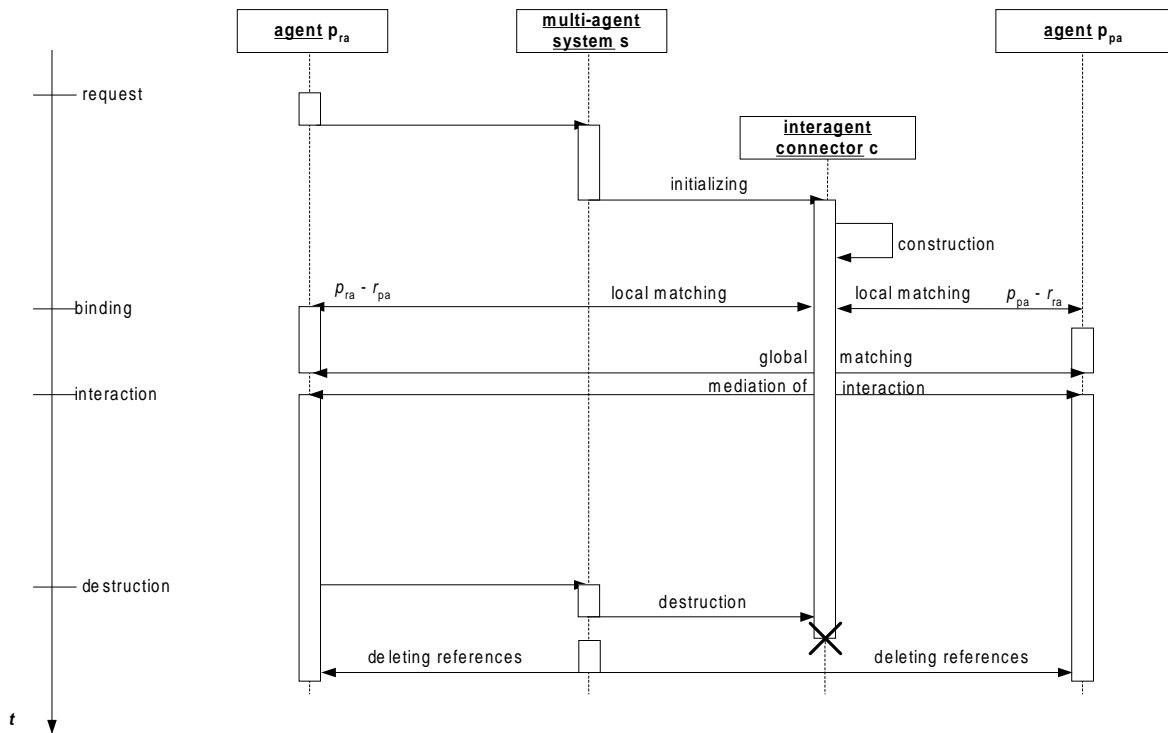 agent p_ra
multi-agent
system s
agent p_pa
request
interagent
connector c
initializing
construction
p_ra - r_pa
local matching
local matching
p_pa - r_ra
binding
global
matching
interaction
mediation of
interaction
destruction
destruction
deleting references
deleting references
t